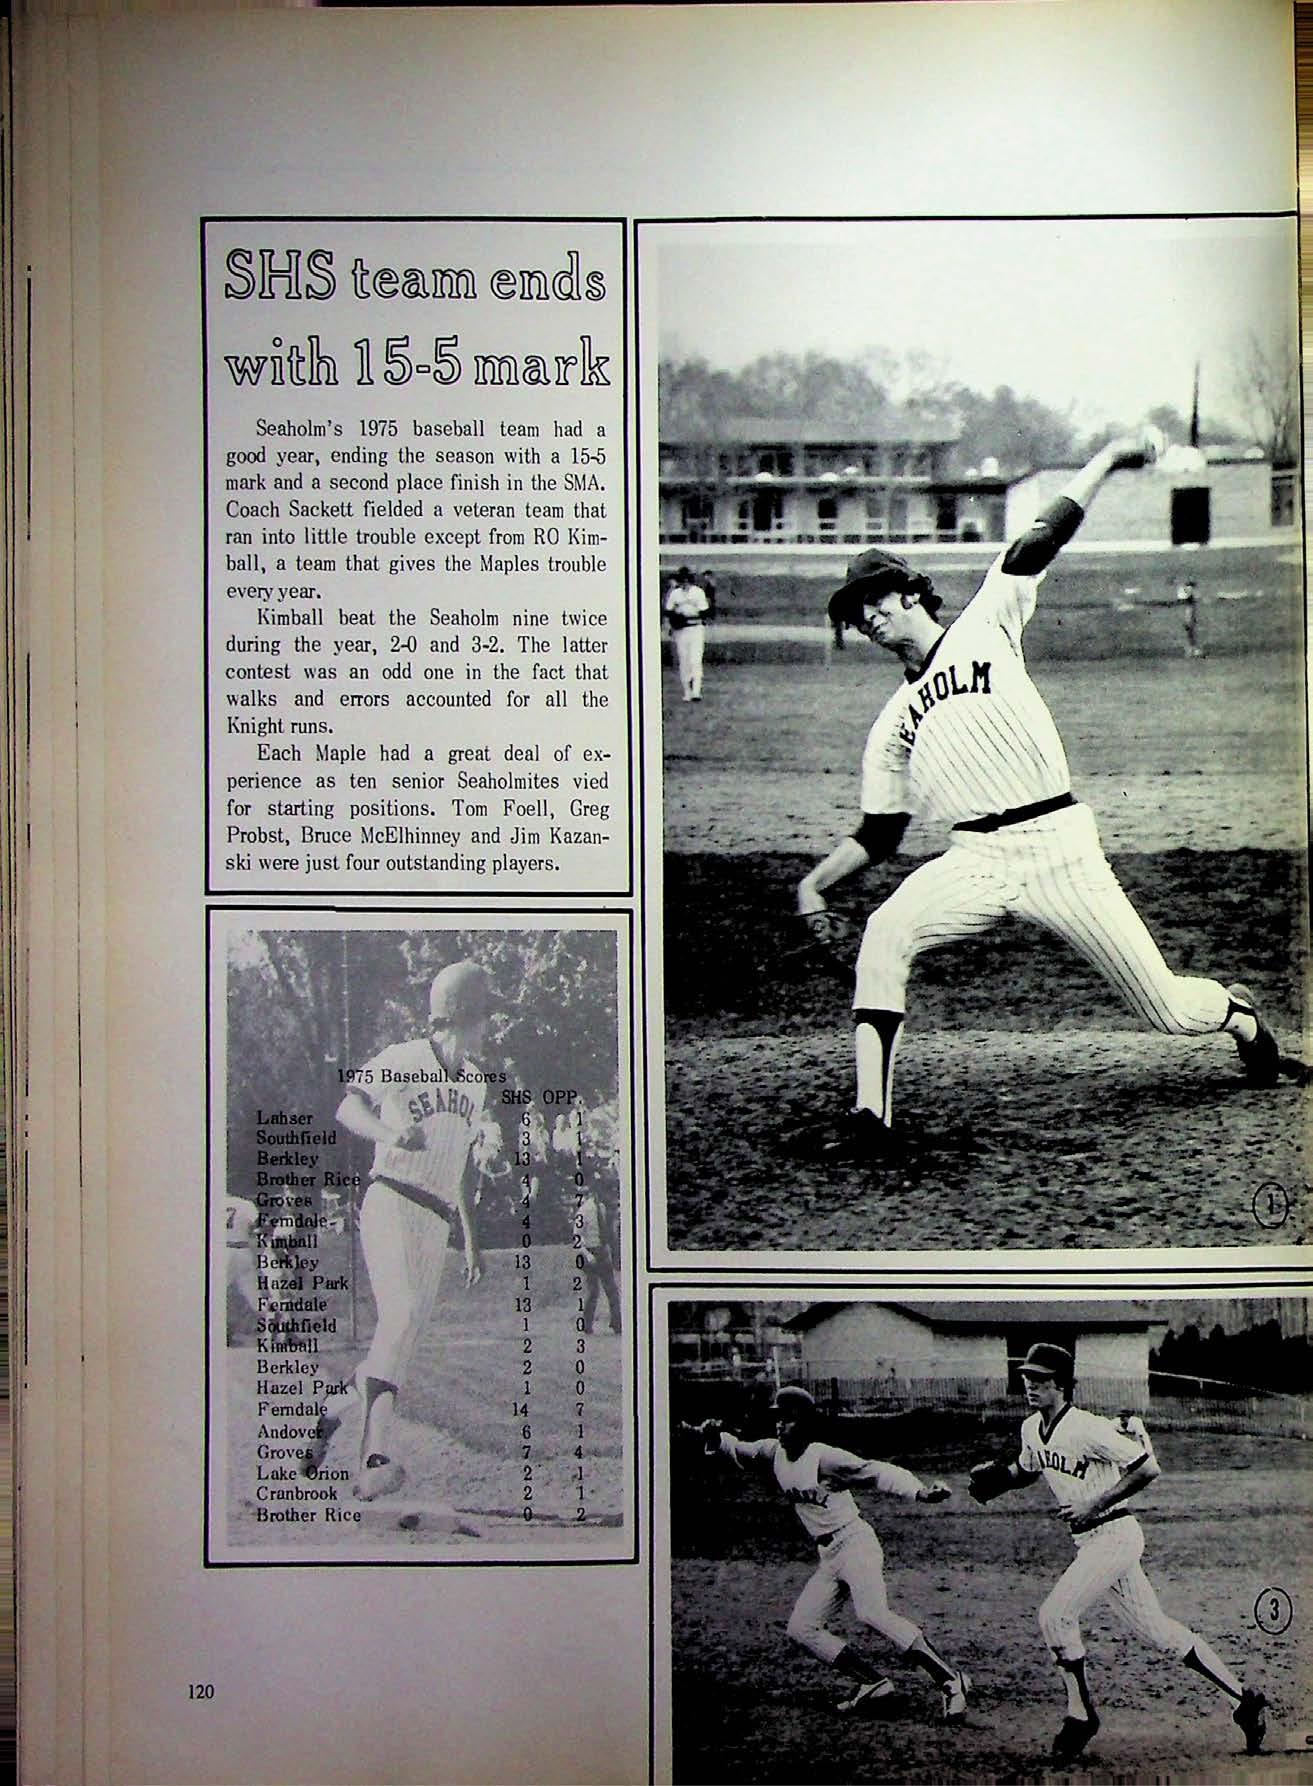 SHS team ends
with 15-5 mark
Seaholm's 1975 baseball team had a
good year, ending the season with a 15-5
mark and a second place finish in the SMA.
Coach Sackett fielded a veteran team that
ran into little trouble except from RO Kim-
ball, a team that gives the Maples trouble
every year.
Kimball beat the Seaholm nine twice
during the year, 2-0 and 3-2. The latter
contest was an odd one in the fact that
walks and errors accounted for all the
Knight runs.
Each Maple had a great deal of ex-
perience as ten senior Seaholmites vied
for starting positions. Tom Foell, Greg
Probst, Bruce McElhinney and Jim Kazan-
ski were just four outstanding players.
1975 Baseball Scores
SHS OPP.
Lahser 6 1
Southfield 3 1
Berkley 13 1
Brother Rice 4 0
Groves 4 7
Ferndale 4 3
Kimball 0 2
Berkley 13 0
Hazel Park 1 2
Ferndale 13 1
Southfield 1 0
Kimball 2 3
Berkley 2 0
Hazel Park 1 0
Ferndale 14 7
Andover 6 1
Groves 7 4
Lake Orion 2 1
Cranbrook 2 1
Brother Rice 0 2
SEAHOL
7
EAHOLM
1
HOLM
3
120